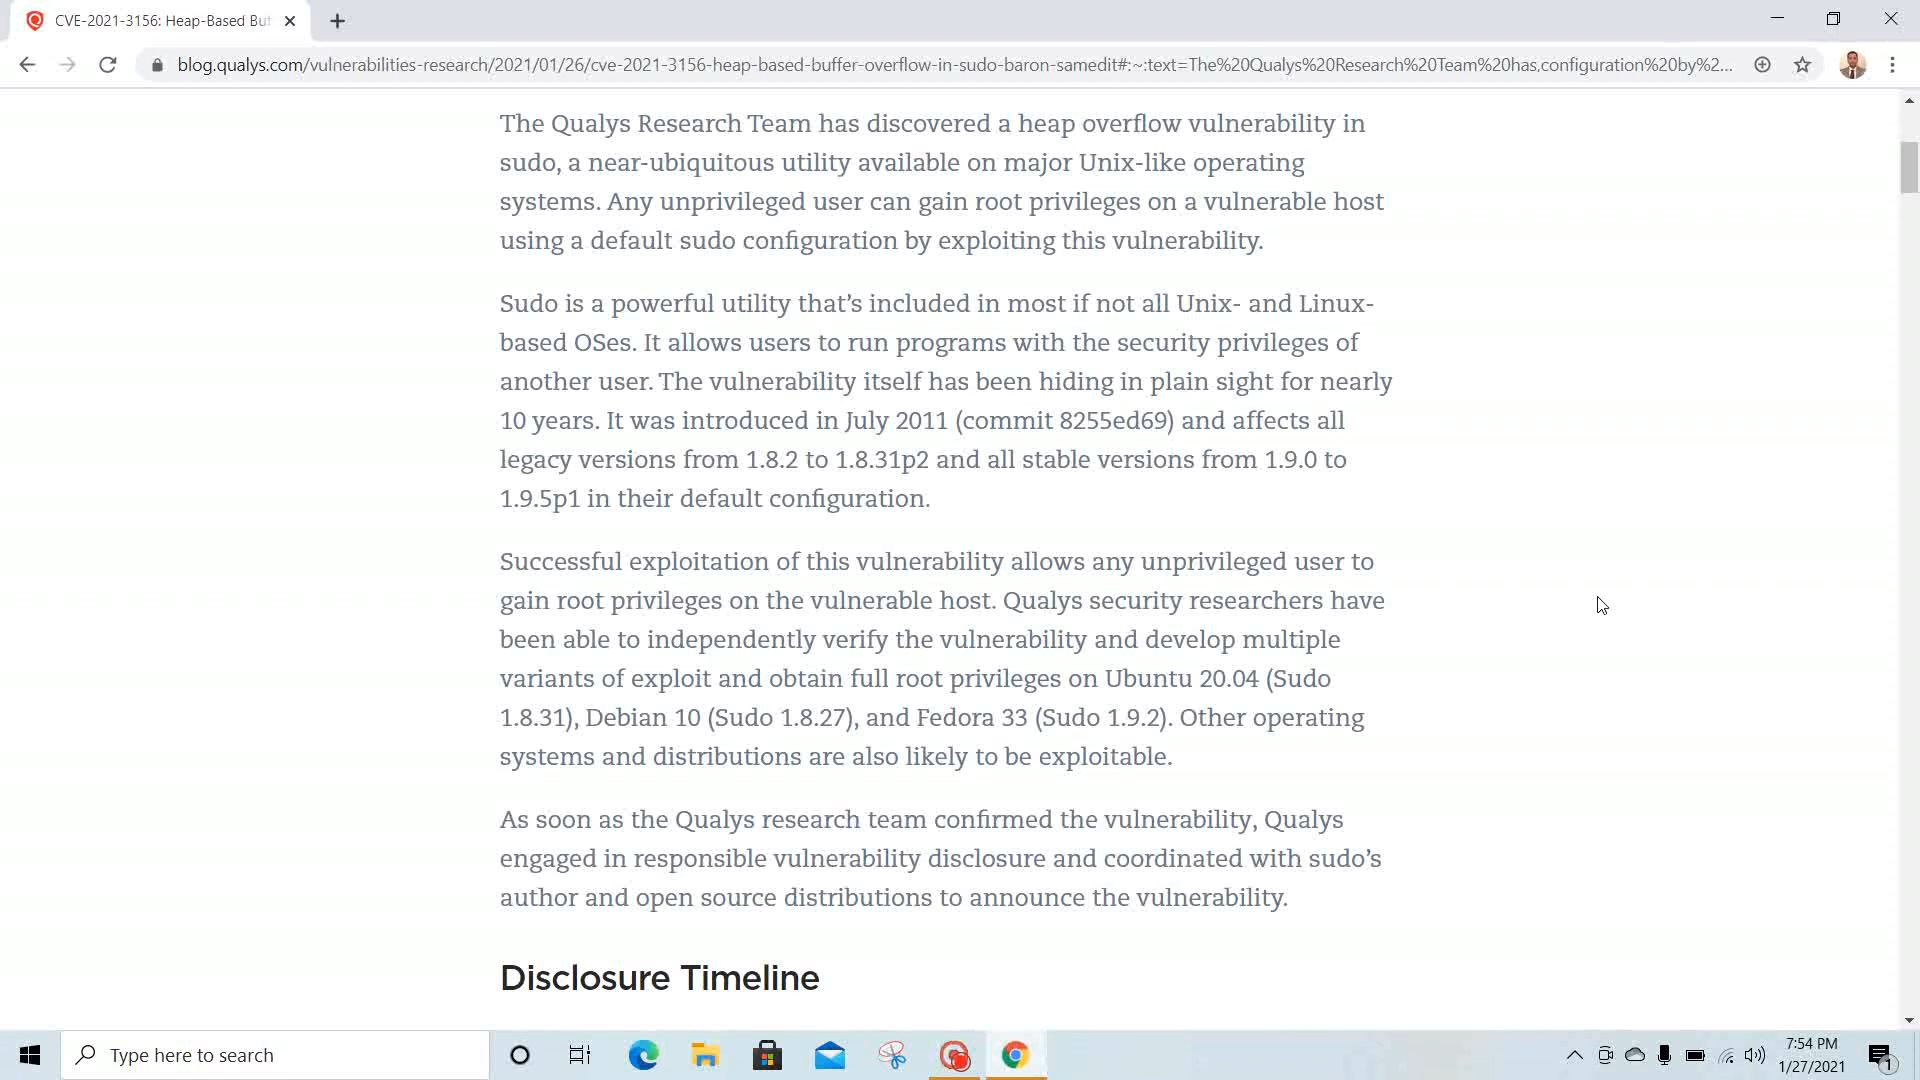 CVE-2021-3156: Heap-Based Buf
blog.qualys.com/vulnerabilities-research/2021/01/26/cve-2021-3156-heap-based-buffer-overflow-in-sudo-baron-samedit#:~:text=The%20Qualys%20Research%20Team%20has,configuration%20by%2...
The Qualys Research Team has discovered a heap overflow vulnerability in
sudo, a near-ubiquitous utility available on major Unix-like operating
systems. Any unprivileged user can gain root privileges on a vulnerable host
using a default sudo configuration by exploiting this vulnerability.
Sudo is a powerful utility that’s included in most if not all Unix- and Linux-
based OSes. It allows users to run programs with the security privileges of
another user. The vulnerability itself has been hiding in plain sight for nearly
10 years. It was introduced in July 2011 (commit 8255ed69) and affects all
legacy versions from 1.8.2 to 1.8.31p2 and all stable versions from 1.9.0 to
1.9.5p1 in their default configuration.
Successful exploitation of this vulnerability allows any unprivileged user to
gain root privileges on the vulnerable host. Qualys security researchers have
been able to independently verify the vulnerability and develop multiple
variants of exploit and obtain full root privileges on Ubuntu 20.04 (Sudo
1.8.31), Debian 10 (Sudo 1.8.27), and Fedora 33 (Sudo 1.9.2). Other operating
systems and distributions are also likely to be exploitable.
As soon as the Qualys research team confirmed the vulnerability, Qualys
engaged in responsible vulnerability disclosure and coordinated with sudo’s
author and open source distributions to announce the vulnerability.
Disclosure Timeline
Type here to search
7:54 PM
1/27/2021
1